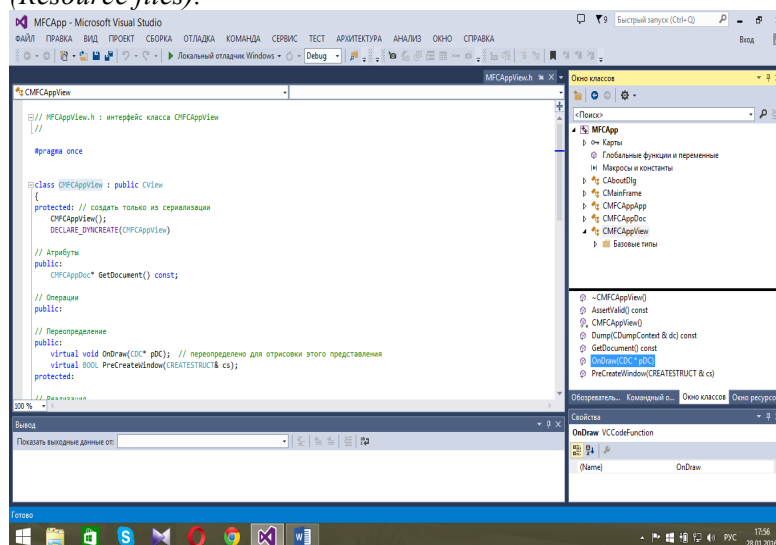 (Resource files).
MFCApp - Microsoft Visual Studio
9
Быстрый запуск (Ctrl+Q)
ФАЙЛ ПРАВКА ВИД ПРОЕКТ СБОРКА ОТЛАДКА КОМАНДА СЕРВИС ТЕСТ АРХИТЕКТУРА АНАЛИЗ ОКНО СПРАВКА
Вход
Локальный отладчик Windows
Debug
MFCAppView.h
CMFCAppView
// MFCAppView.h : интерфейс класса CMFCAppView
//
#pragma once
class CMFCAppView : public CView
{
protected: // создать только из сериализации
CMFCAppView();
DECLARE_DYNCREATE(CMFCAppView)
// Атрибуты
public:
CMFCAppDoc* GetDocument() const;
// Операции
public:
// Переопределение
public:
virtual void OnDraw(CDC* pDC); // переопределено для отрисовки этого представления
virtual BOOL PreCreateWindow(CREATESTRUCT& cs);
protected:
// Реализация
100 %
Окно классов
<Поиск>
MFCApp
Карты
Глобальные функции и переменные
Макросы и константы
CAboutDlg
CMainFrame
CMFCAppApp
CMFCAppDoc
CMFCAppView
Базовые типы
~CMFCAppView()
AssertValid() const
CMFCAppView()
Dump(CDumpContext & dc) const
GetDocument() const
OnDraw(CDC * pDC)
PreCreateWindow(CREATESTRUCT & cs)
Обозреватель... Командный о... Окно классов Окно ресурсо
Вывод
Показать выходные данные от:
Свойства
OnDraw VCCodeFunction
(Name) OnDraw
Готово
РУС
17:56
28.01.2016